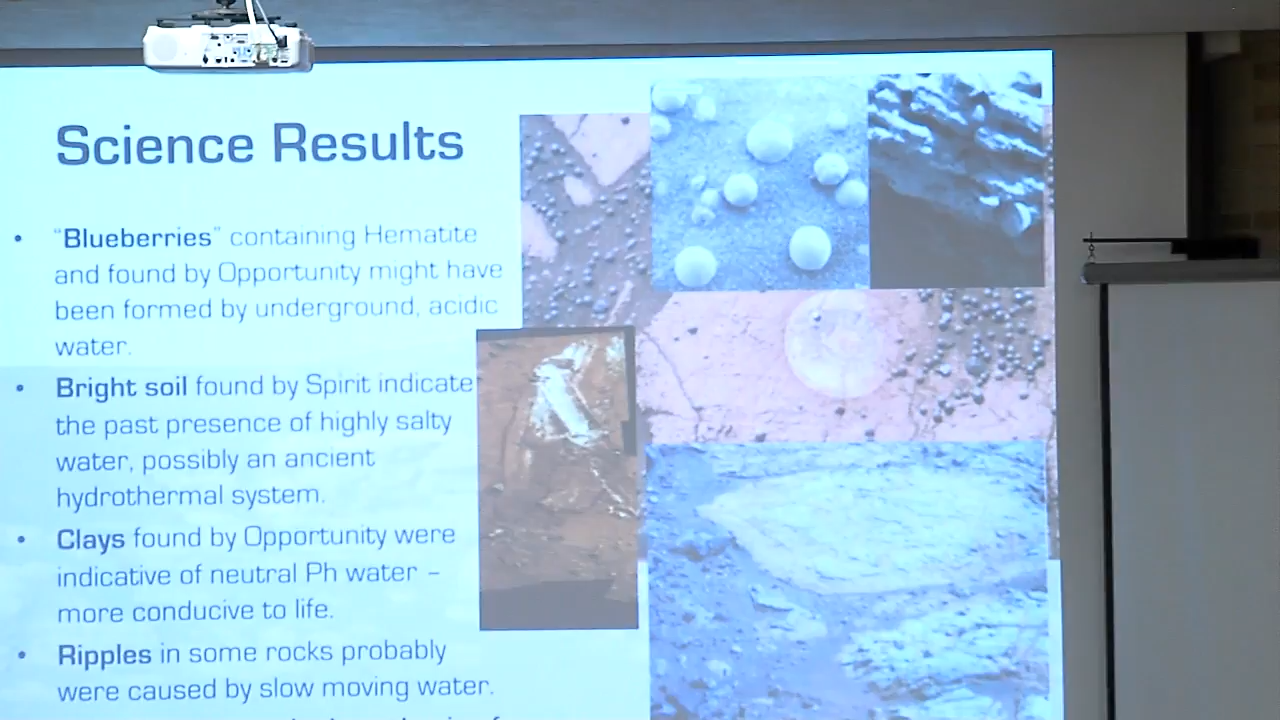 Science Results
• "Blueberries" containing Hematite
and found by Opportunity might have
been formed by underground, acidic
water.
• Bright soil found by Spirit indicate
the past presence of highly salty
water, possibly an ancient
hydrothermal system.
• Clays found by Opportunity were
indicative of neutral Ph water –
more conducive to life.
• Ripples in some rocks probably
were caused by slow moving water.